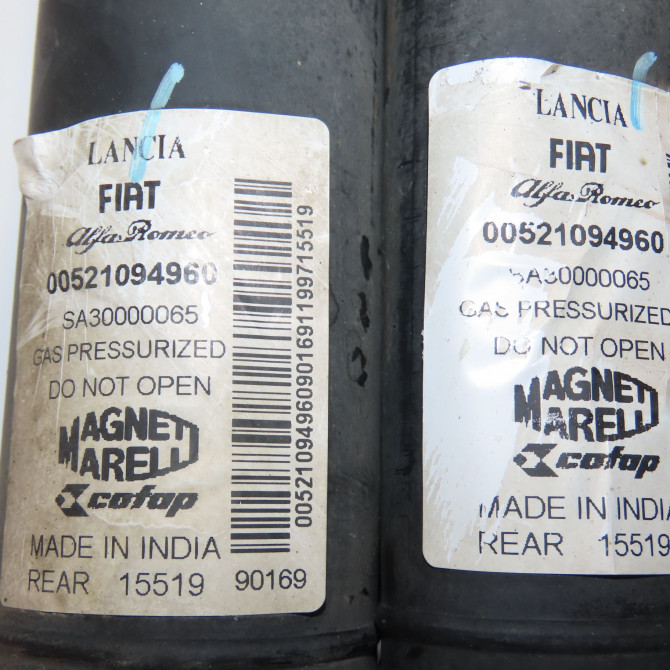 LANCIA
FIAT
Alfa Romeo
00521094960
SA30000065
GAS PRESSURIZED
DO NOT OPEN
MAGNETI
MARELLI
cofap
MADE IN INDIA
REAR 15519 90169
005210949609016911997 15519
LANCIA
FIAT
Alfa Romeo
00521094960
SA30000065
GAS PRESSURIZED
DO NOT OPEN
MAGNETI
MARELLI
cofap
MADE IN INDIA
REAR 15519